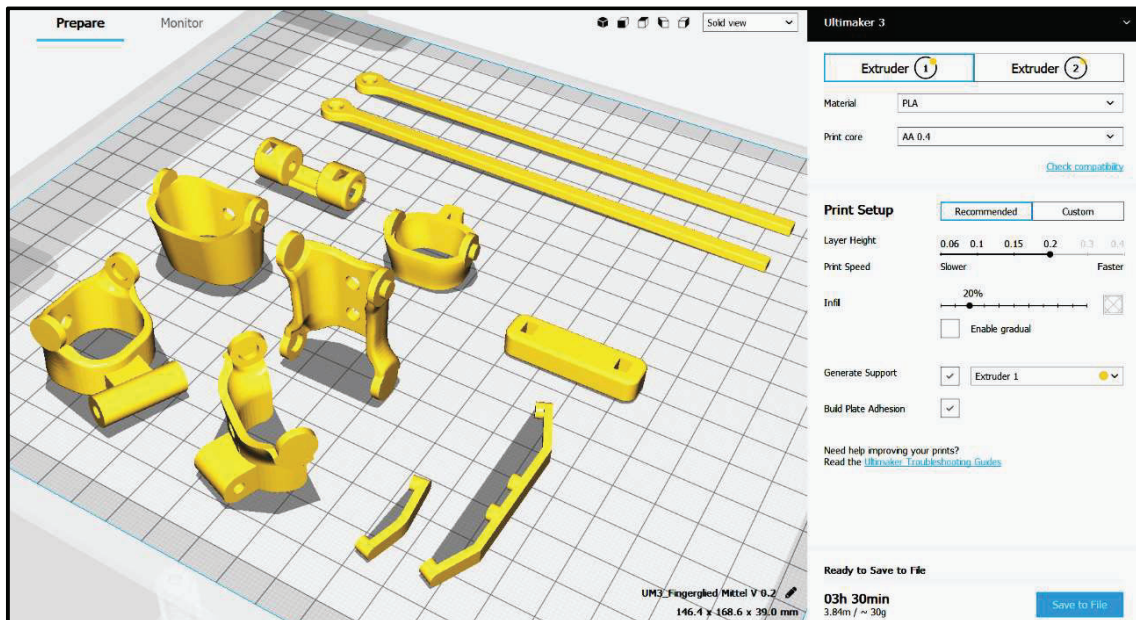 Prepare
Monitor
Solid view
UM3_Fingerglied Mittel V 0.2
146.4 x 168.6 x 39.0 mm
Ultimaker 3
Extruder 1
Extruder 2
Material
PLA
Print core
AA 0.4
Check compatibility
Print Setup
Recommended
Custom
Layer Height
0.06 0.1 0.15 0.2 0.3 0.4
Print Speed
Slower
Faster
Infill
20%
Enable gradual
Generate Support
Extruder 1
Build Plate Adhesion
Need help improving your prints?
Read the Ultimaker Troubleshooting Guides
Ready to Save to File
03h 30min
3.84m / ~ 30g
Save to File